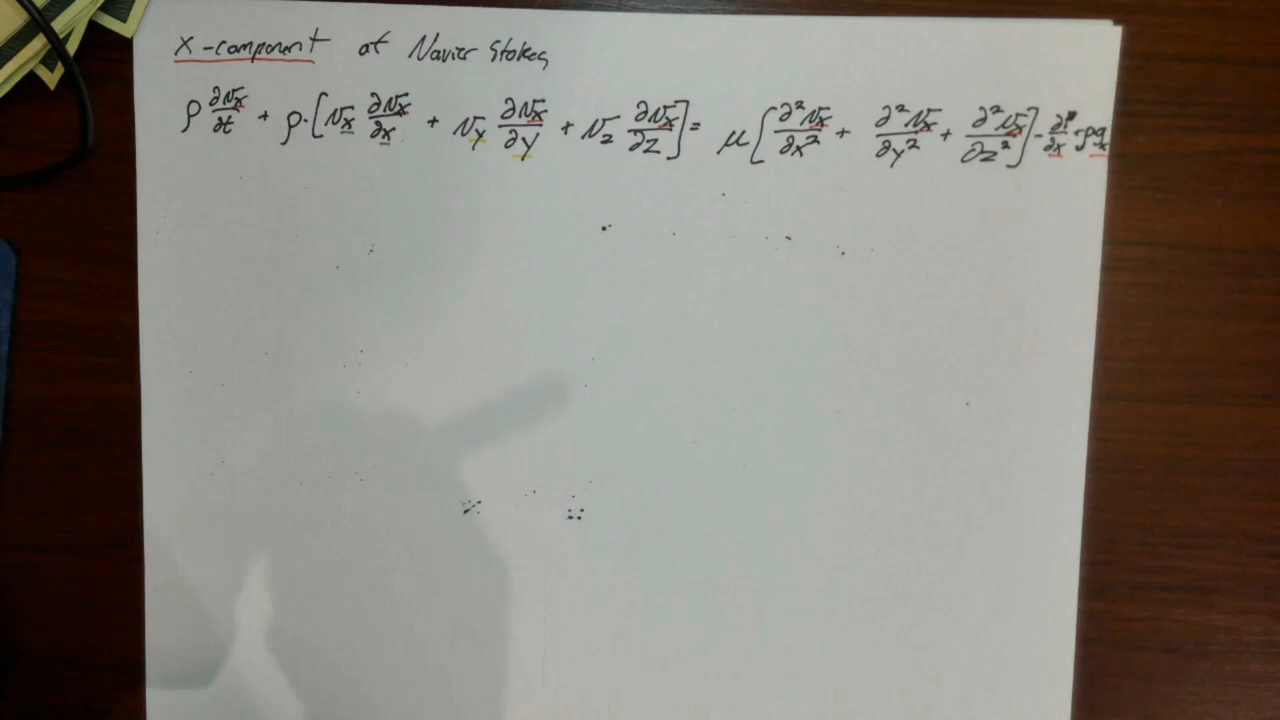 x-component of Navier Stokes
ρ ∂Vx/∂t + ρ·[Vx ∂Vx/∂x + Vy ∂Vx/∂y + Vz ∂Vx/∂z] = μ[∂²Vx/∂x² + ∂²Vx/∂y² + ∂²Vx/∂z²] - ∂P/∂x + ρgx